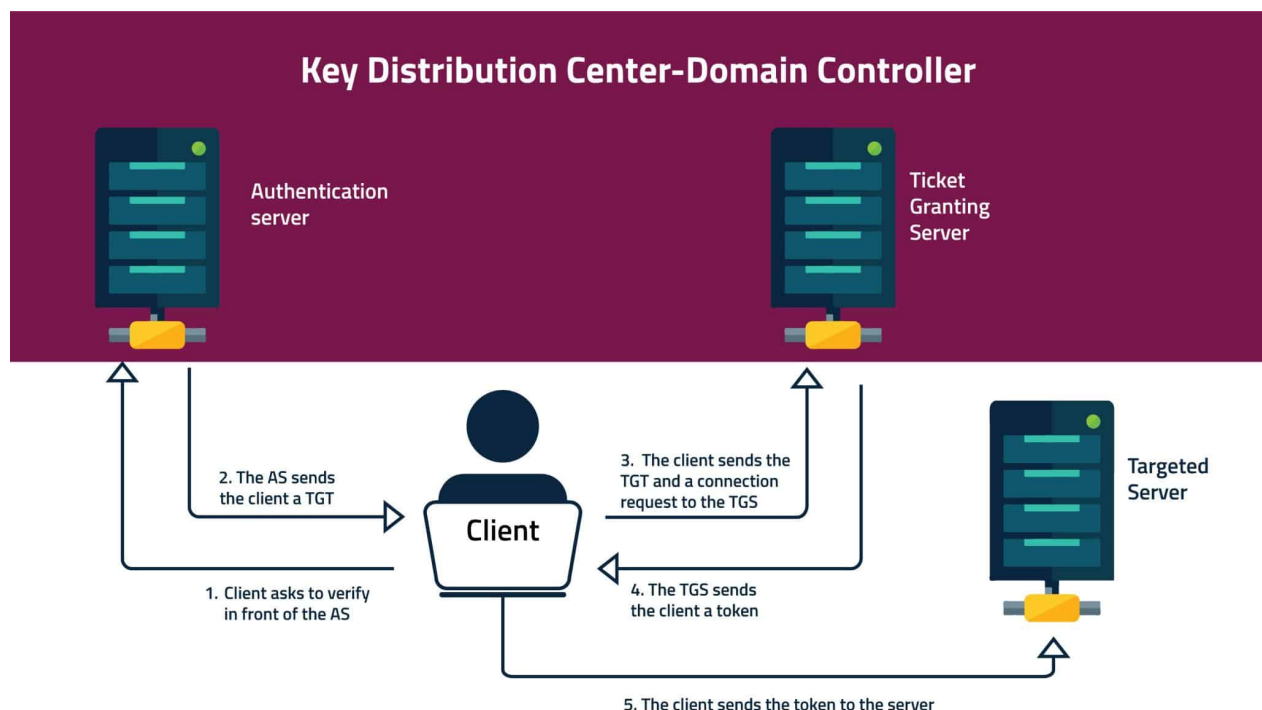 Key Distribution Center-Domain Controller
Authentication
server
Ticket
Granting
Server
2. The AS sends
the client a TGT
3. The client sends the
TGT and a connection
request to the TGS
Targeted
Server
Client
1. Client asks to verify
in front of the AS
4. The TGS sends
the client a token
5. The client sends the token to the server